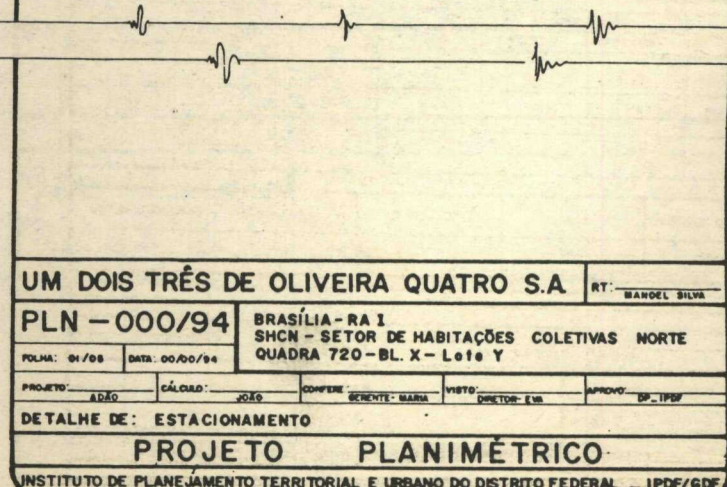 UM DOIS TRÊS DE OLIVEIRA QUATRO S.A RT: MANOEL SILVA
PLN - 000/94
BRASÍLIA - RA I
SHCN - SETOR DE HABITAÇÕES COLETIVAS NORTE
QUADRA 720 - BL. X - Lote Y
FOLHA: 01/05 DATA: 00/00/94
PROJETO: ADÃO CÁLCULO: JOÃO CONFERE: GERENTE - MARIA VISTO: DIRETOR - EVA APROVO: DP_IPDF
DETALHE DE: ESTACIONAMENTO
PROJETO PLANIMÉTRICO
INSTITUTO DE PLANEJAMENTO TERRITORIAL E URBANO DO DISTRITO FEDERAL _ IPDF/GDF